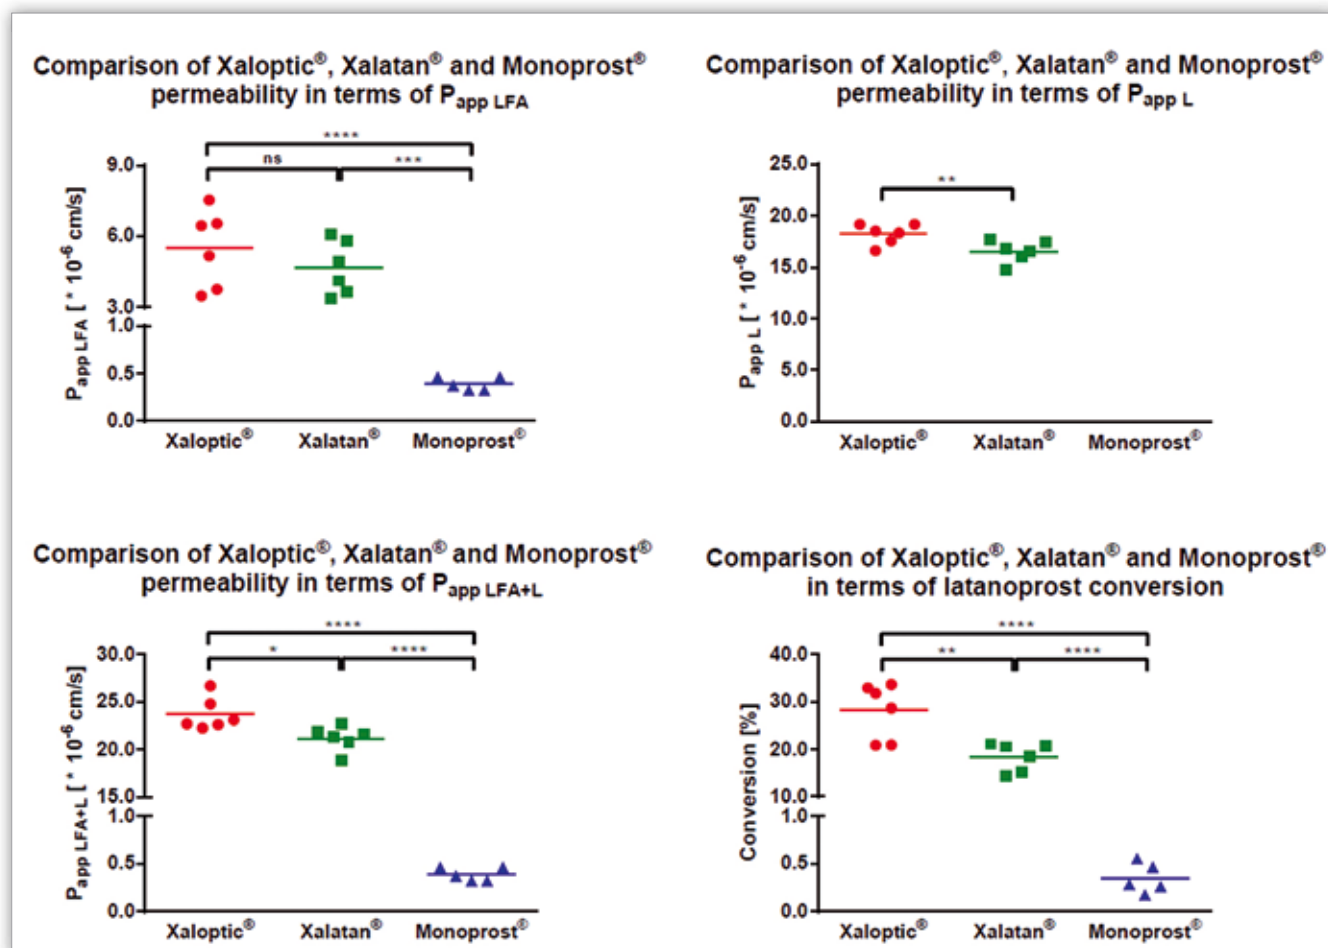 Comparison of Xaloptic®, Xalatan® and Monoprost®
permeability in terms of Papp LFA
****
ns
***
9.0
6.0
3.0
1.0
0.5
0.0
Papp LFA [ * 10-6 cm/s]
Xaloptic®
Xalatan®
Monoprost®
Comparison of Xaloptic®, Xalatan® and Monoprost®
permeability in terms of Papp L
**
25.0
20.0
15.0
10.0
5.0
0.0
Papp L [ * 10-6 cm/s]
Xaloptic®
Xalatan®
Monoprost®
Comparison of Xaloptic®, Xalatan® and Monoprost®
permeability in terms of Papp LFA+L
****
*
****
30.0
25.0
20.0
15.0
1.0
0.5
0.0
Papp LFA+L [ * 10-6 cm/s]
Xaloptic®
Xalatan®
Monoprost®
Comparison of Xaloptic®, Xalatan® and Monoprost®
in terms of latanoprost conversion
****
**
****
40.0
30.0
20.0
10.0
1.0
0.5
0.0
Conversion [%]
Xaloptic®
Xalatan®
Monoprost®